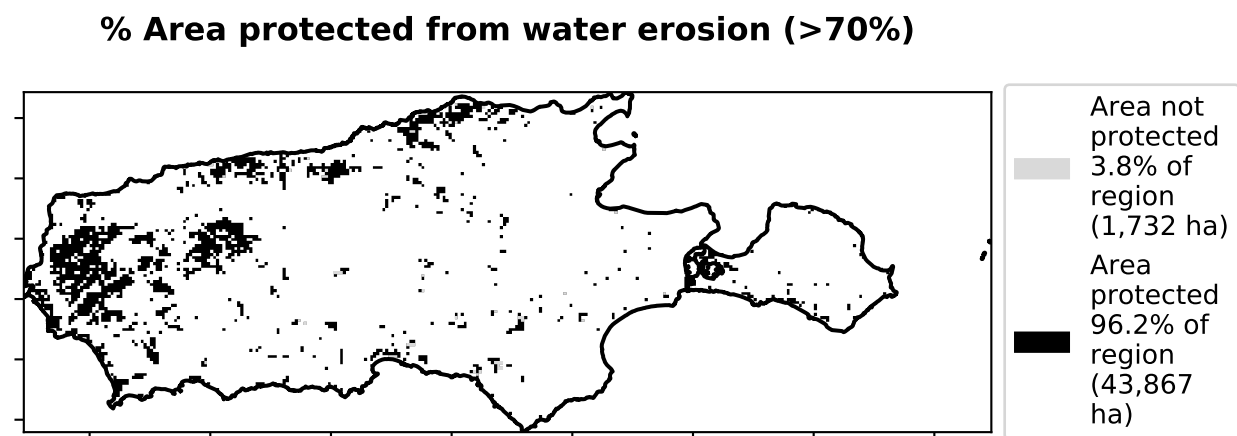 % Area protected from water erosion (>70%)
Area not
protected
3.8% of
region
(1,732 ha)
Area
protected
96.2% of
region
(43,867
ha)